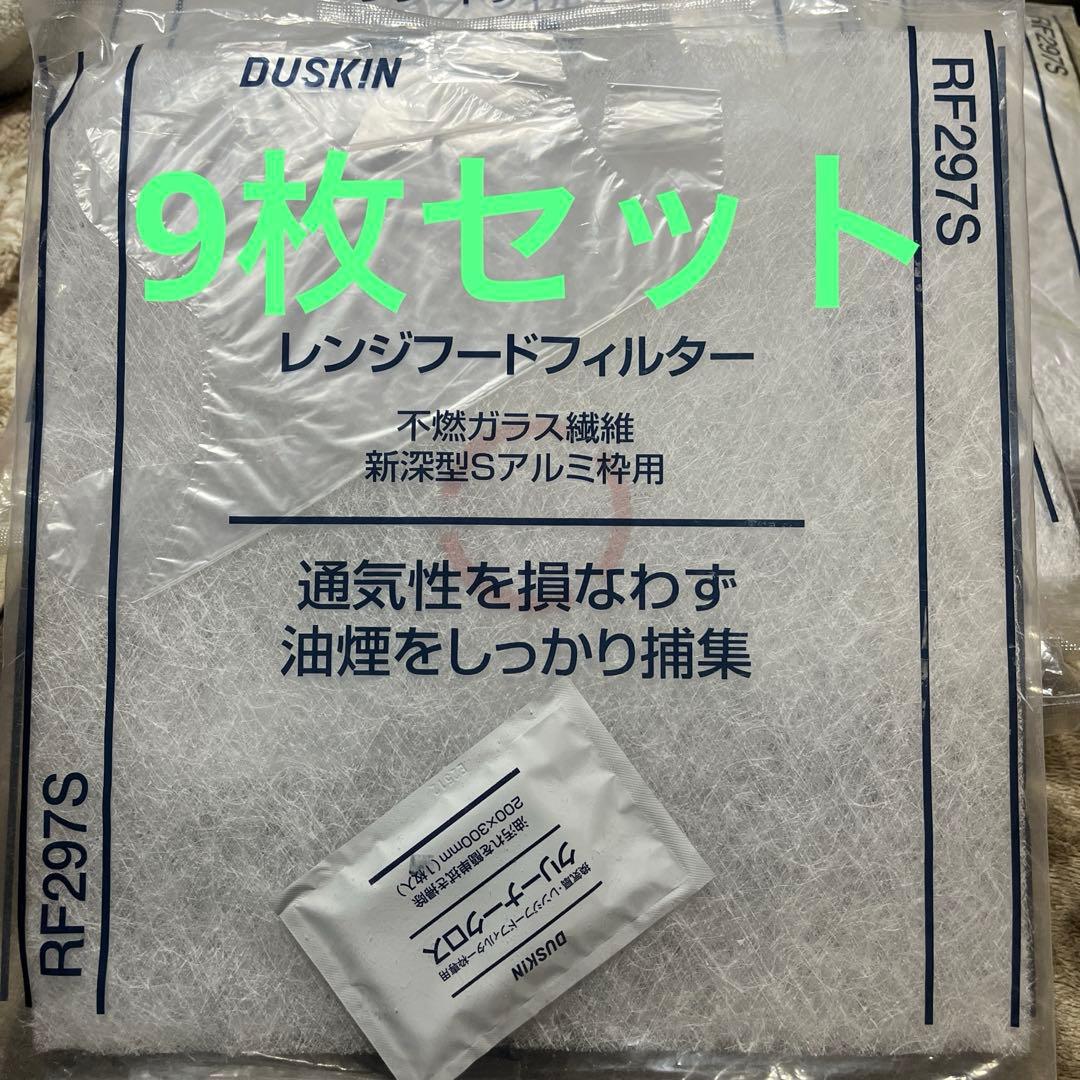 DUSKIN
RF297S
RF297S
9枚セット
レンジフードフィルター
不燃ガラス繊維
新深型Sアルミ枠用
通気性を損なわず
油煙をしっかり捕集
RF297S
DUSKIN
換気扇・レンジフードフィルター枠専用
クリーナークロス
油汚れを簡単拭き掃除
200×300mm(1枚入)